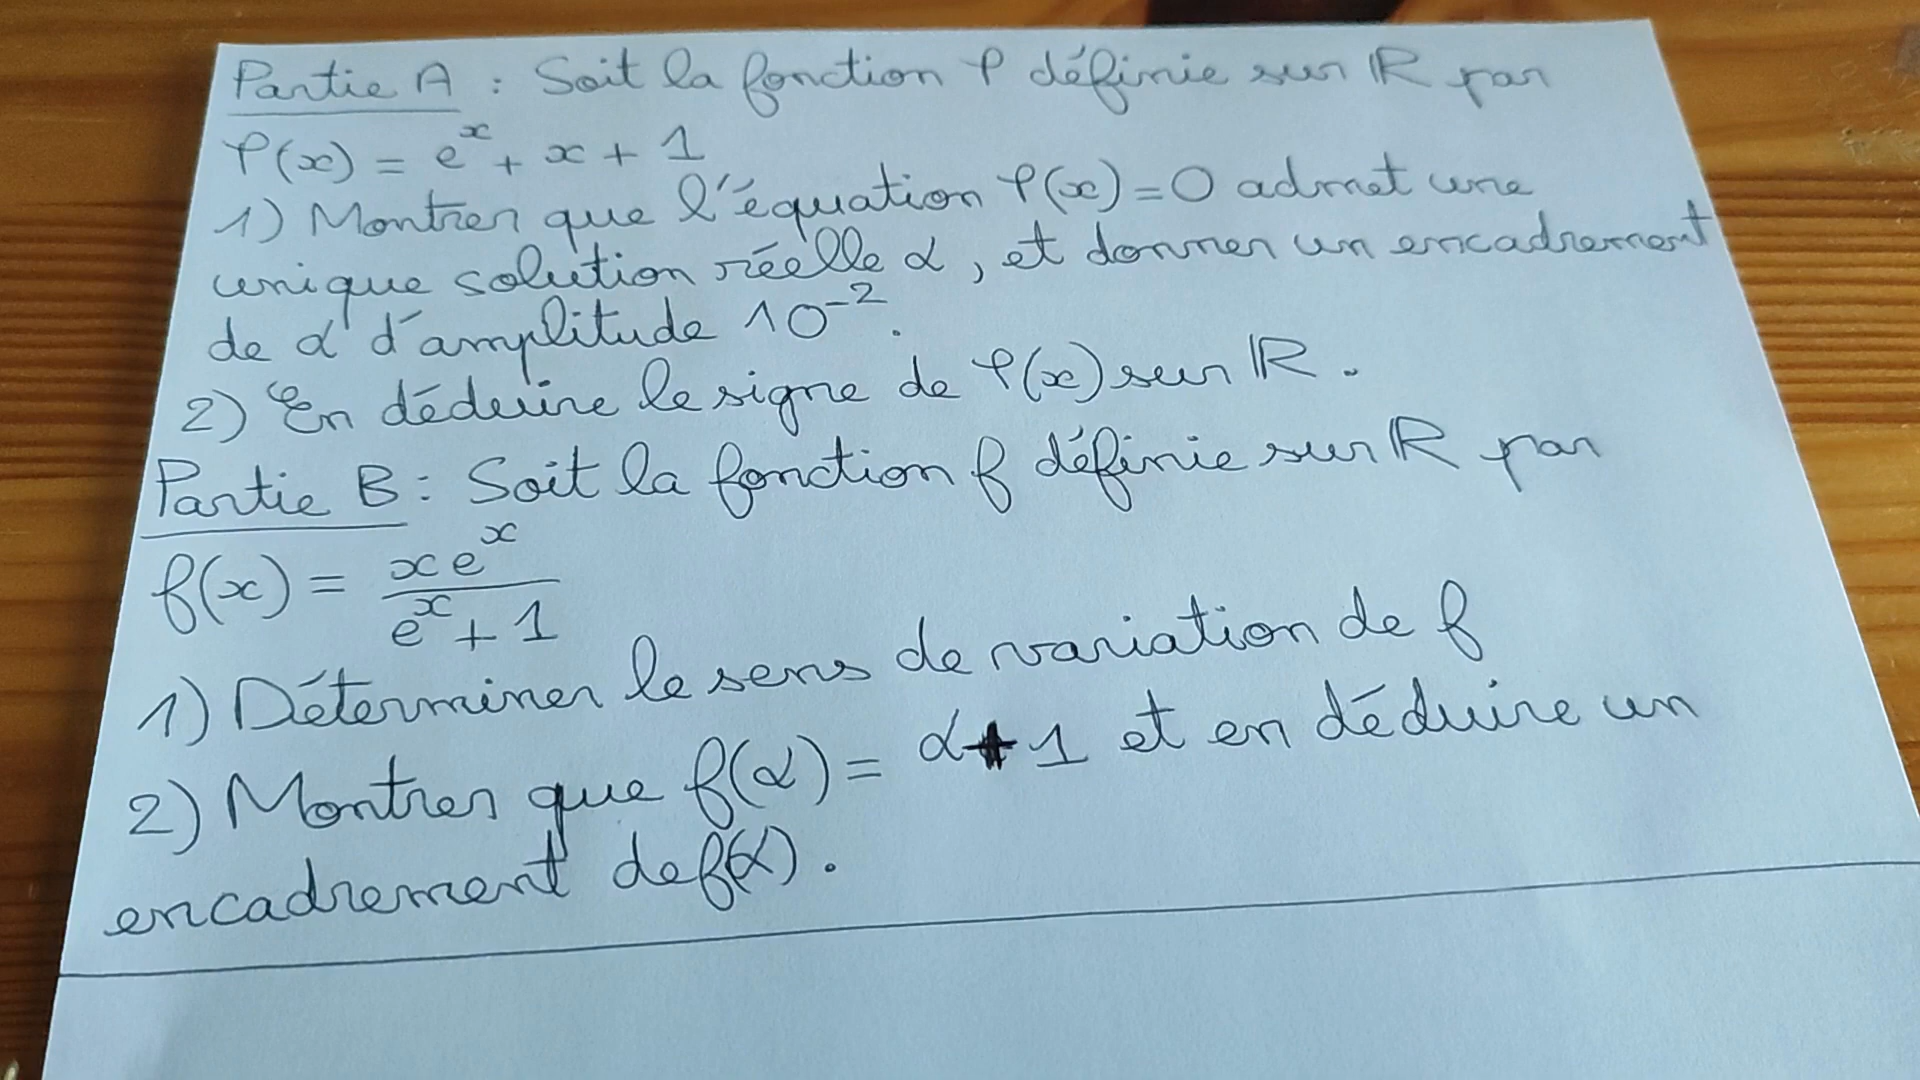 Partie A : Soit la fonction φ définie sur ℝ par
φ(x) = eˣ + x + 1
1) Montrer que l'équation φ(x)=0 admet une
unique solution réelle α, et donner un encadrement
de α d'amplitude 10⁻².
2) En déduire le signe de φ(x) sur ℝ.
Partie B : Soit la fonction f définie sur ℝ par
f(x) = xeˣ / (eˣ + 1)
1) Déterminer le sens de variation de f
2) Montrer que f(α) = α+1 et en déduire un
encadrement de f(α).